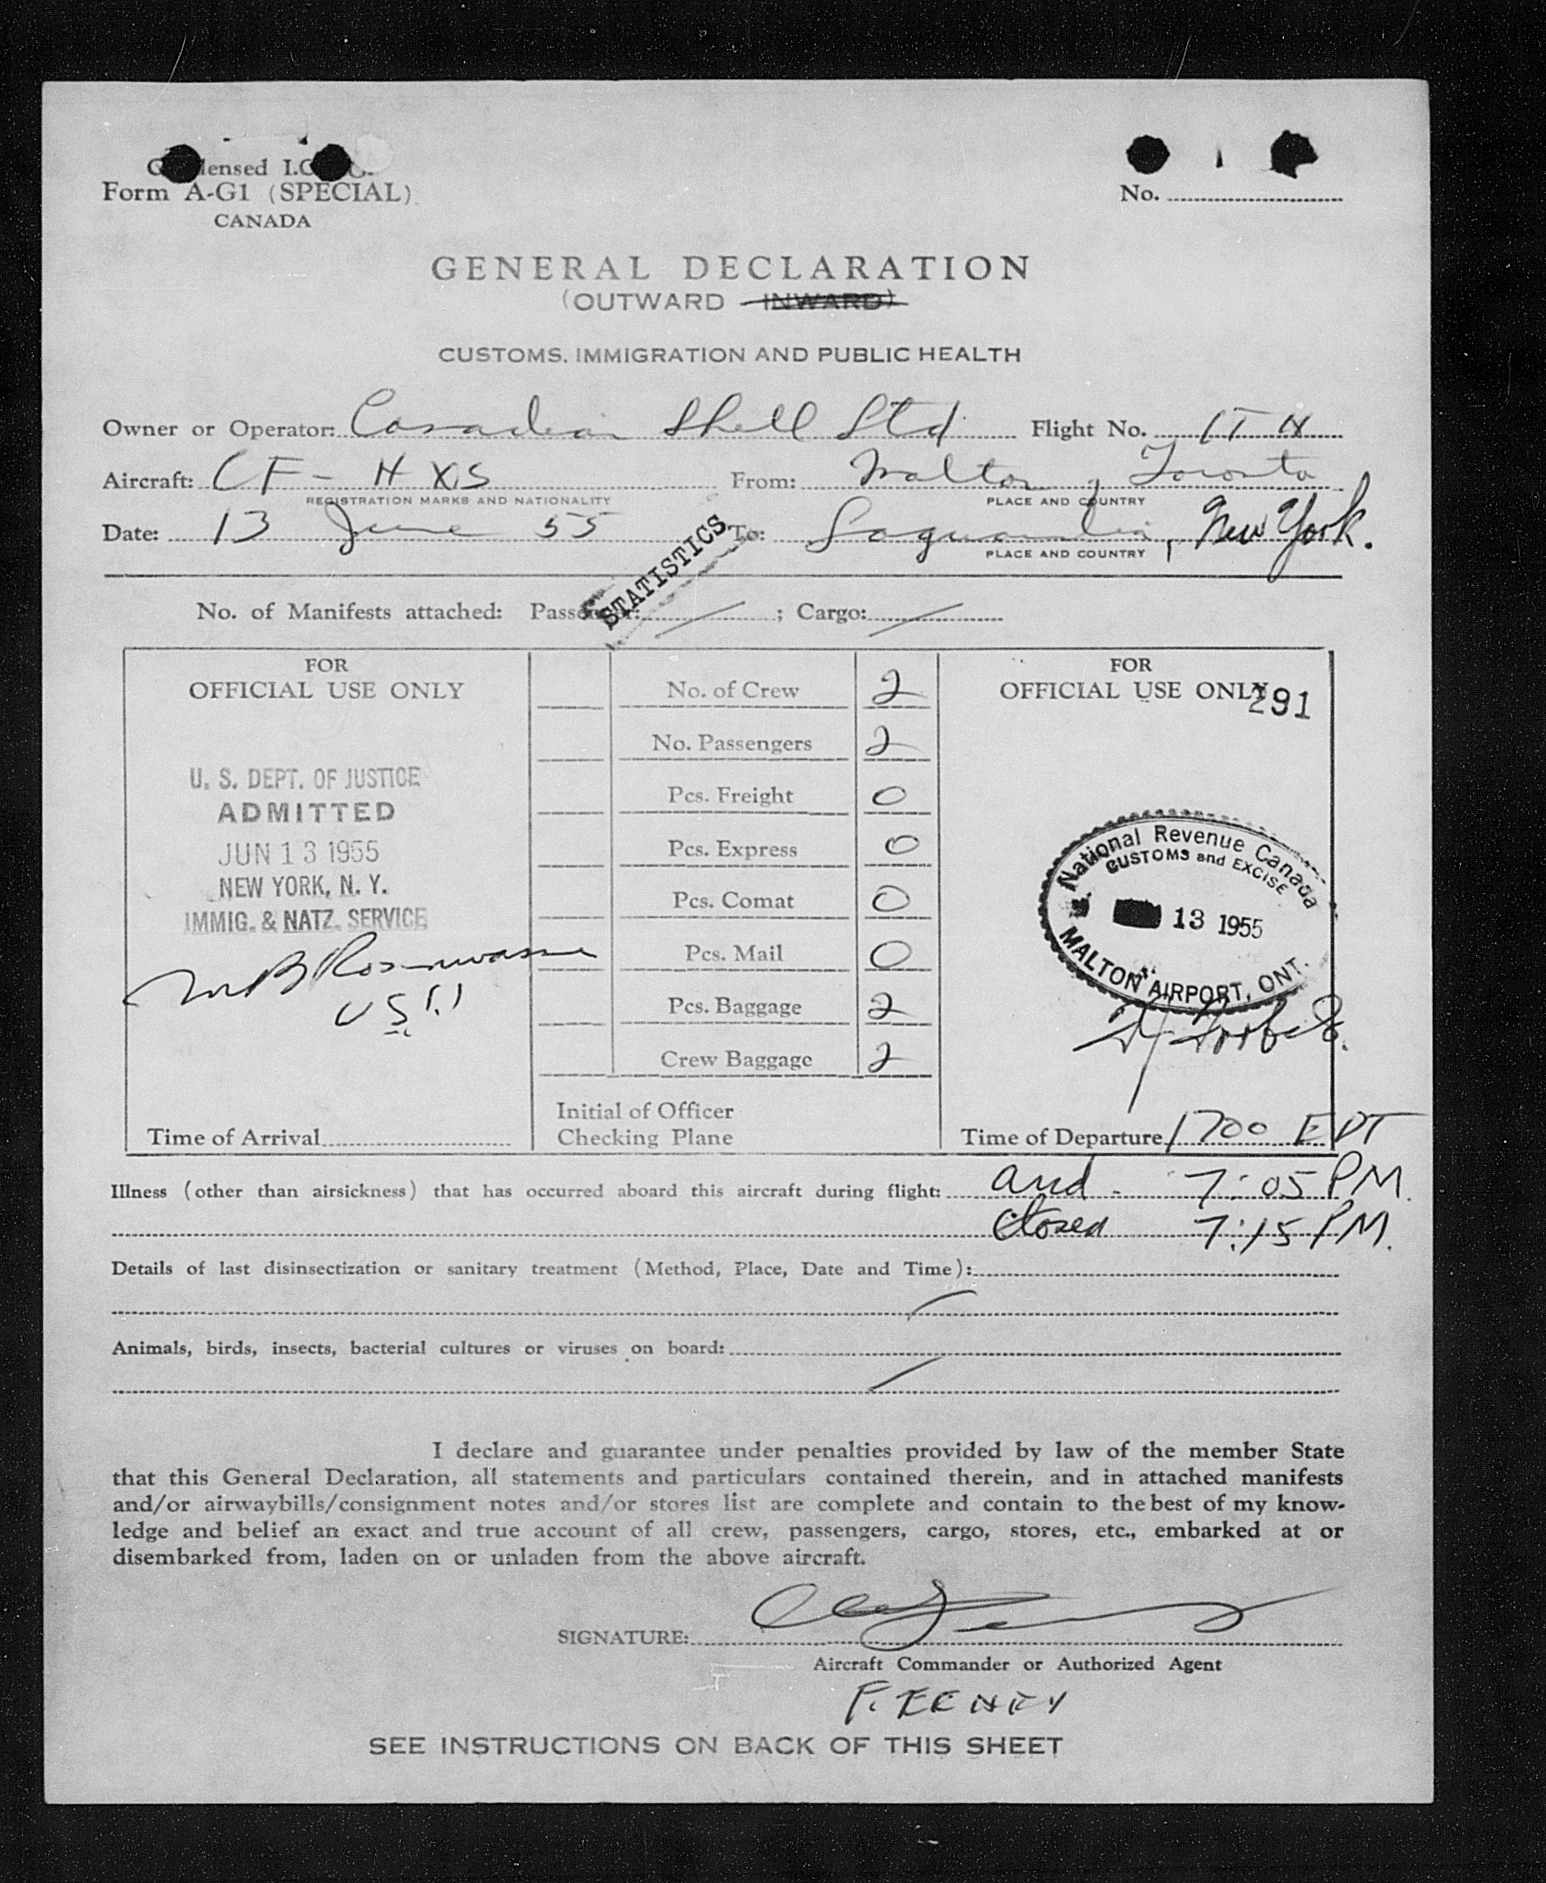 Form A-G1 (SPECIAL)
CANADA
No.
GENERAL DECLARATION
(OUTWARD INWARD)
CUSTOMS, IMMIGRATION AND PUBLIC HEALTH
Owner or Operator: Canadian Shell Ltd Flight No.
Aircraft: CF-HXS From: Malton, Toronto
REGISTRATION MARKS AND NATIONALITY PLACE AND COUNTRY
Date: 13 June 55 To: Laguardia, New York.
PLACE AND COUNTRY
STATISTICS
No. of Manifests attached: Passenger: / ; Cargo: /
FOR
OFFICIAL USE ONLY
U. S. DEPT. OF JUSTICE
ADMITTED
JUN 13 1955
NEW YORK, N. Y.
IMMIG. & NATZ. SERVICE
Time of Arrival
No. of Crew 2
No. Passengers 2
Pcs. Freight 0
Pcs. Express 0
Pcs. Comat 0
Pcs. Mail 0
Pcs. Baggage 2
Crew Baggage 2
Initial of Officer
Checking Plane
FOR
OFFICIAL USE ONLY
291
National Revenue Canada
CUSTOMS and EXCISE
13 1955
MALTON AIRPORT, ONT.
Time of Departure 1700 EDT
Illness (other than airsickness) that has occurred aboard this aircraft during flight: 7:05 PM.
closed 7:15 PM.
Details of last disinsectization or sanitary treatment (Method, Place, Date and Time):
/
Animals, birds, insects, bacterial cultures or viruses on board:
/
I declare and guarantee under penalties provided by law of the member State
that this General Declaration, all statements and particulars contained therein, and in attached manifests
and/or airwaybills/consignment notes and/or stores list are complete and contain to the best of my know-
ledge and belief an exact and true account of all crew, passengers, cargo, stores, etc., embarked at or
disembarked from, laden on or unladen from the above aircraft.
SIGNATURE:
Aircraft Commander or Authorized Agent
FEENEY
SEE INSTRUCTIONS ON BACK OF THIS SHEET